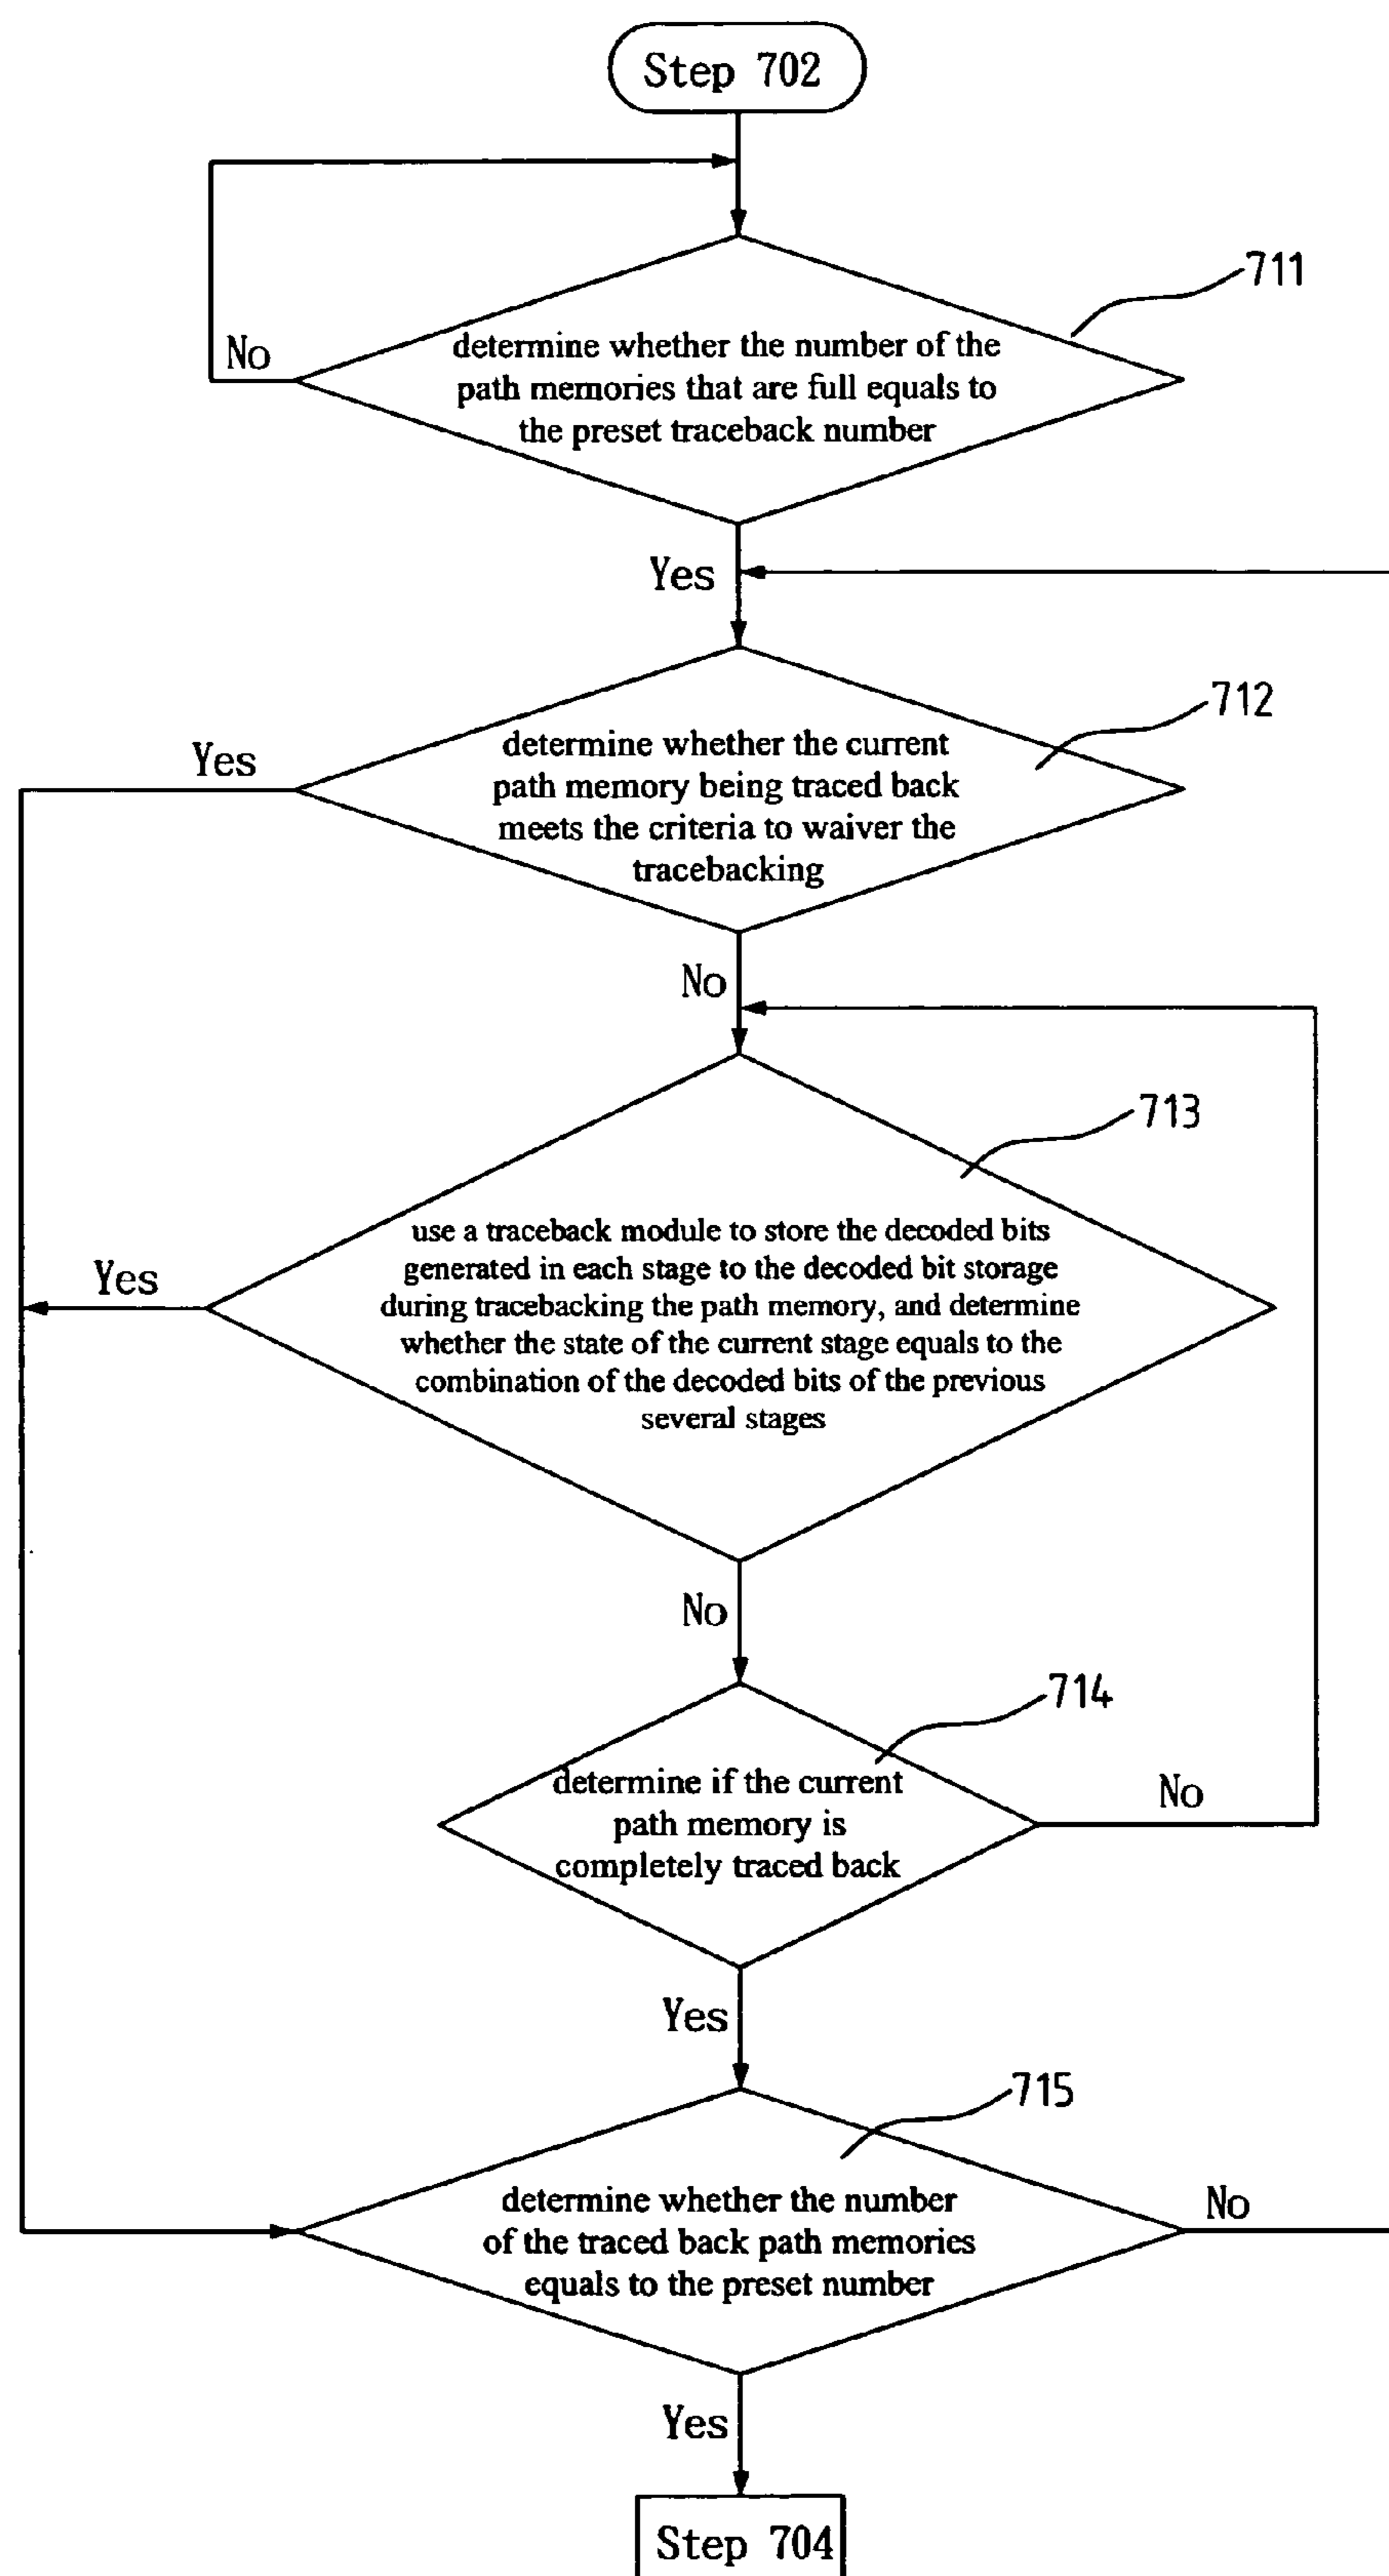 Step 702
711
No
determine whether the number of the
path memories that are full equals to
the preset traceback number
Yes
712
Yes
determine whether the current
path memory being traced back
meets the criteria to waiver the
tracebacking
No
713
Yes
use a traceback module to store the decoded bits
generated in each stage to the decoded bit storage
during tracebacking the path memory, and determine
whether the state of the current stage equals to the
combination of the decoded bits of the previous
several stages
No
714
determine if the current
path memory is
completely traced back
No
Yes
715
determine whether the number
of the traced back path memories
equals to the preset number
No
Yes
Step 704